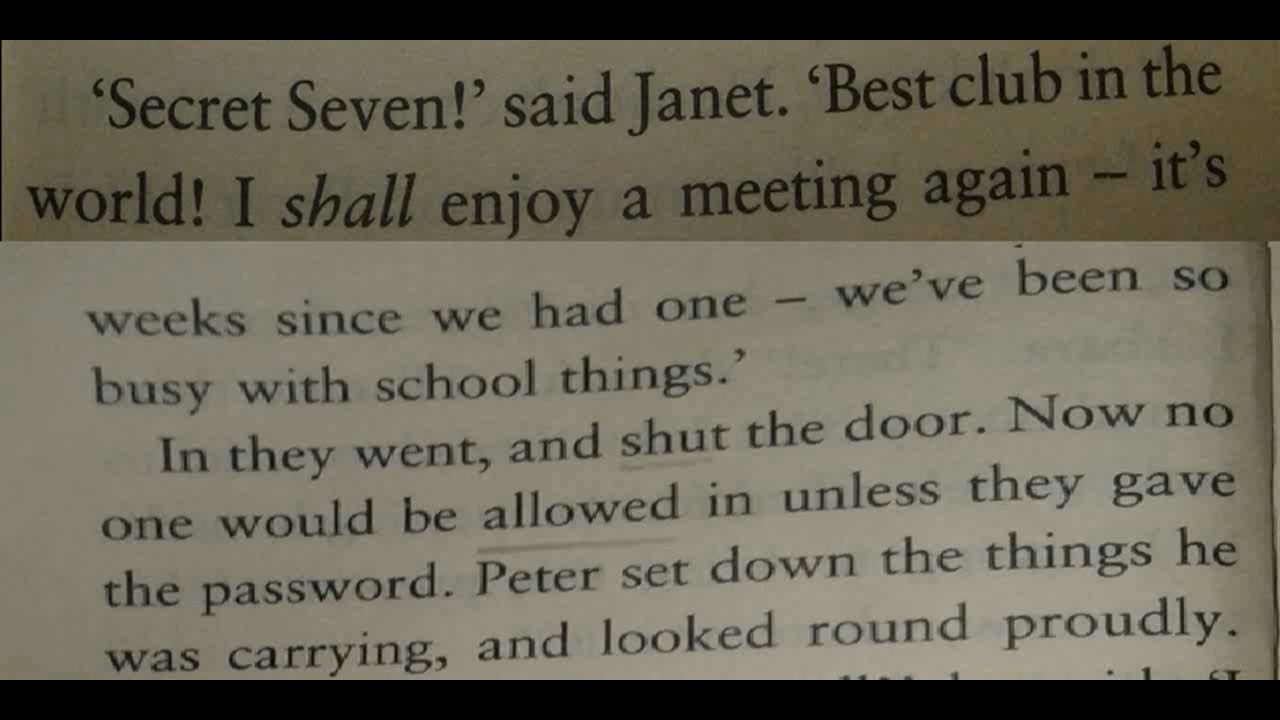 ‘Secret Seven!’ said Janet. ‘Best club in the
world! I shall enjoy a meeting again – it’s
weeks since we had one – we’ve been so
busy with school things.’
In they went, and shut the door. Now no
one would be allowed in unless they gave
the password. Peter set down the things he
was carrying, and looked round proudly.